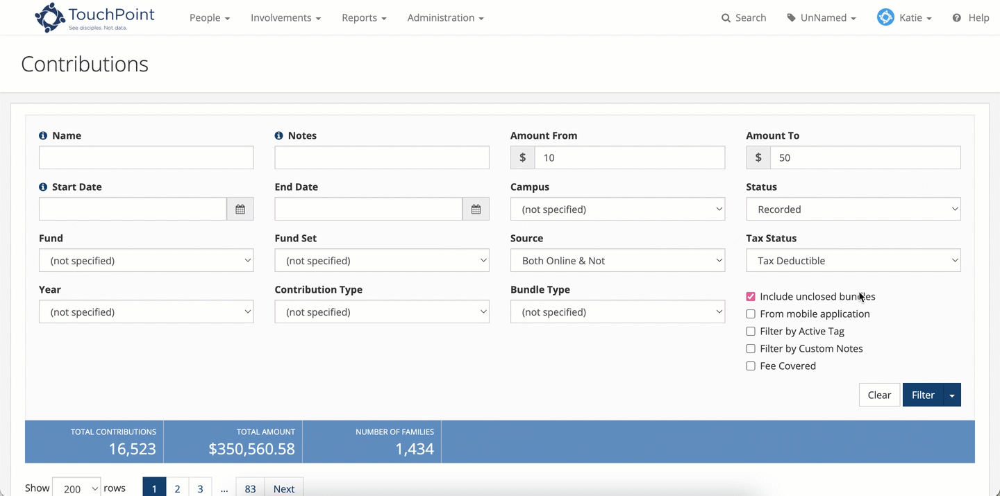 TouchPoint
See disciples. Not data.
People Involvements Reports Administration Search UnNamed Katie Help
Contributions
Name Notes Amount From Amount To
$ 10 $ 50
Start Date End Date Campus Status
(not specified) Recorded
Fund Fund Set Source Tax Status
(not specified) (not specified) Both Online & Not Tax Deductible
Year Contribution Type Bundle Type
(not specified) (not specified) (not specified)
Include unclosed bundles
From mobile application
Filter by Active Tag
Filter by Custom Notes
Fee Covered
Clear Filter
TOTAL CONTRIBUTIONS TOTAL AMOUNT NUMBER OF FAMILIES
16,523 $350,560.58 1,434
Show 200 rows 1 2 3 ... 83 Next